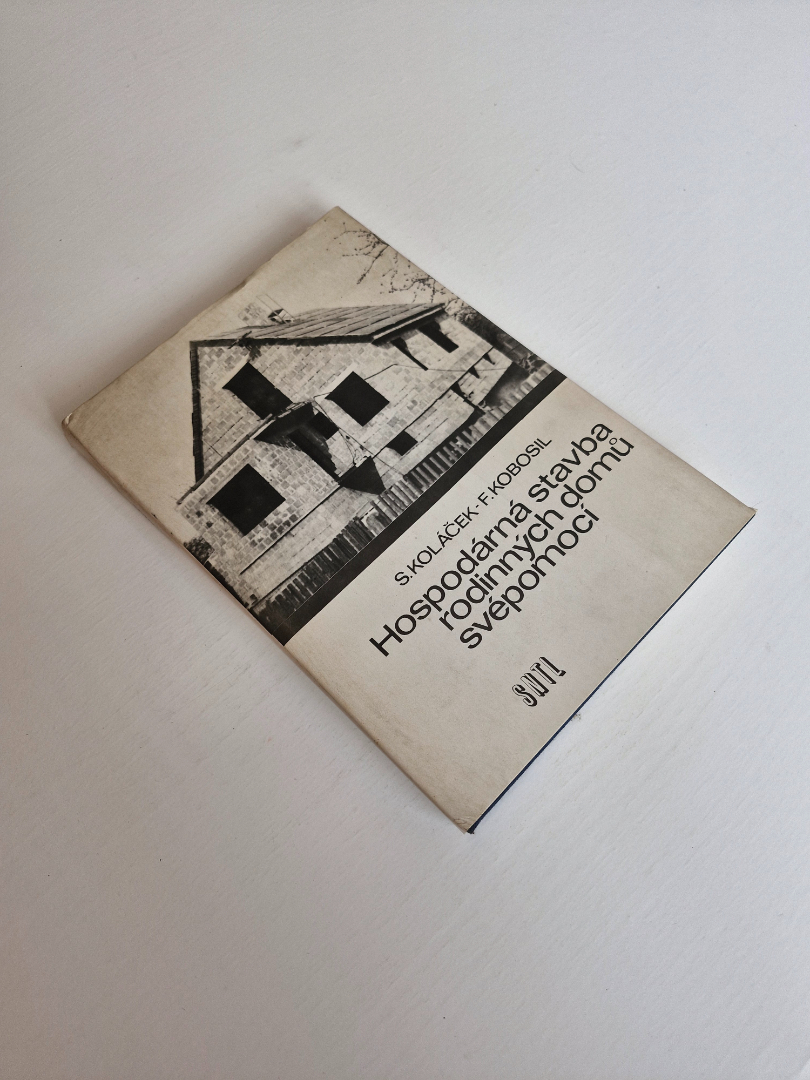 S.KOLÁČEK-F.KOBOSIL
Hospodárná stavba
rodinných domů
svépomocí
SNTL